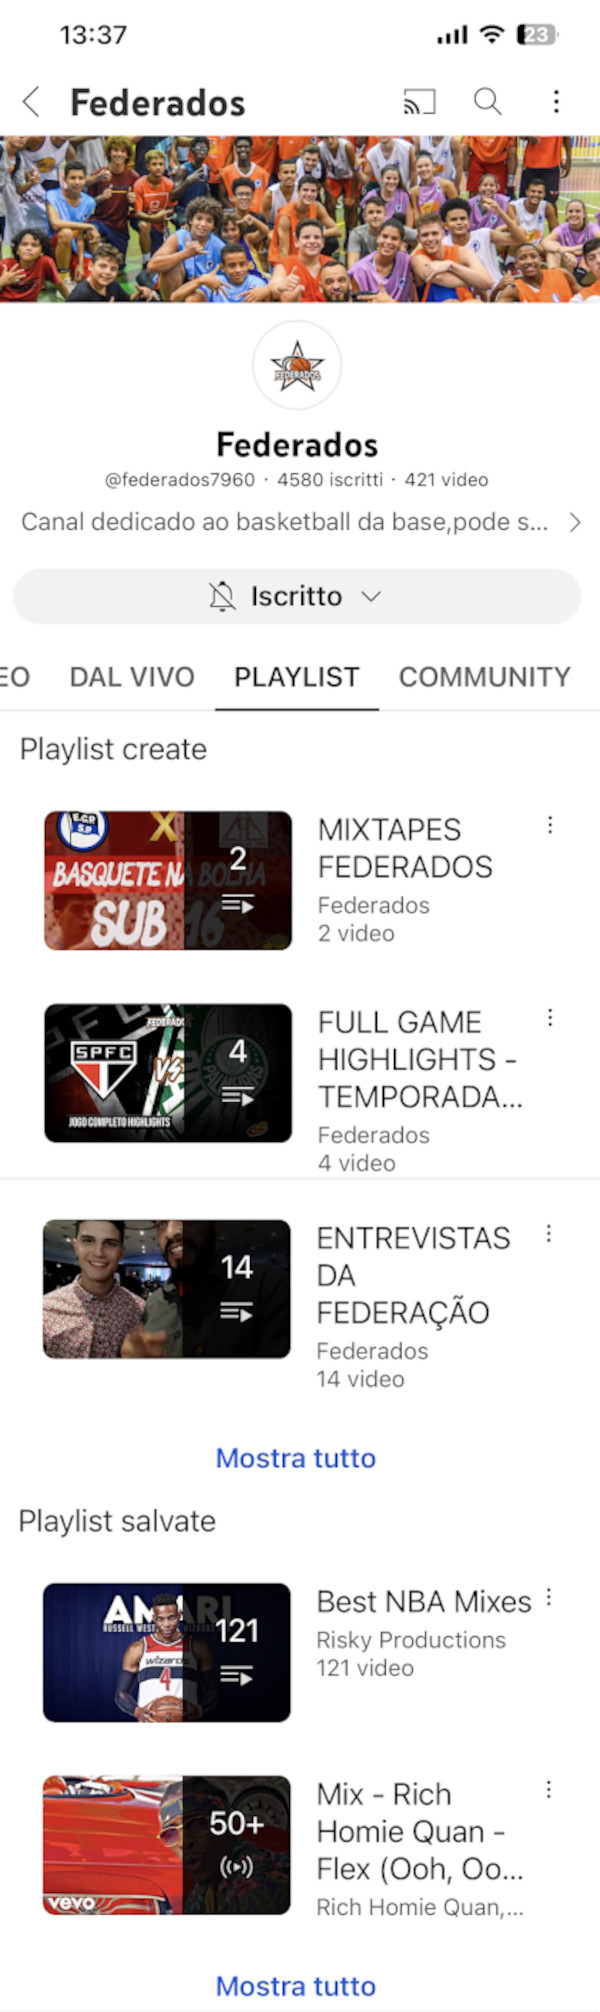 13:37
23
Federados
FEDERADOS
Federados
@federados7960 · 4580 iscritti · 421 video
Canal dedicado ao basketball da base,pode s...
Iscritto
EO
DAL VIVO
PLAYLIST
COMMUNITY
Playlist create
E.C.P.
S.P
X
BASQUETE NA BOLHA
SUB 16
2
MIXTAPES
FEDERADOS
Federados
2 video
FEDERADO
SPFC
VS
JOGO COMPLETO HIGHLIGHTS
4
FULL GAME
HIGHLIGHTS -
TEMPORADA...
Federados
4 video
14
ENTREVISTAS
DA
FEDERAÇÃO
Federados
14 video
Mostra tutto
Playlist salvate
RUSSELL WEST
wizards
4
121
Best NBA Mixes
Risky Productions
121 video
vevo
50+
Mix - Rich
Homie Quan -
Flex (Ooh, Oo...
Rich Homie Quan,...
Mostra tutto